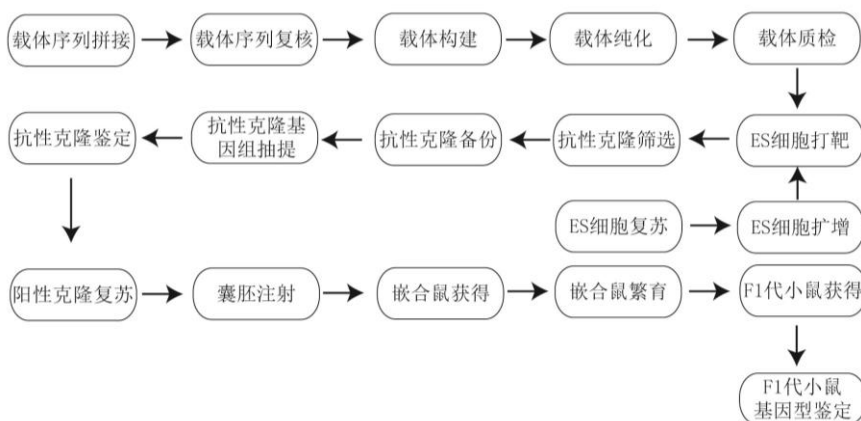 载体序列拼接
载体序列复核
载体构建
载体纯化
载体质检
抗性克隆鉴定
抗性克隆基
因组抽提
抗性克隆备份
抗性克隆筛选
ES细胞打靶
ES细胞复苏
ES细胞扩增
阳性克隆复苏
囊胚注射
嵌合鼠获得
嵌合鼠繁育
F1代小鼠获得
F1代小鼠
基因型鉴定